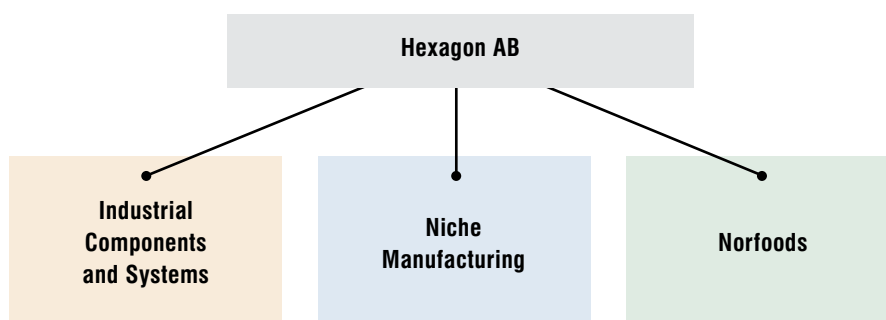 Hexagon AB
Industrial
Components
and Systems
Niche
Manufacturing
Norfoods